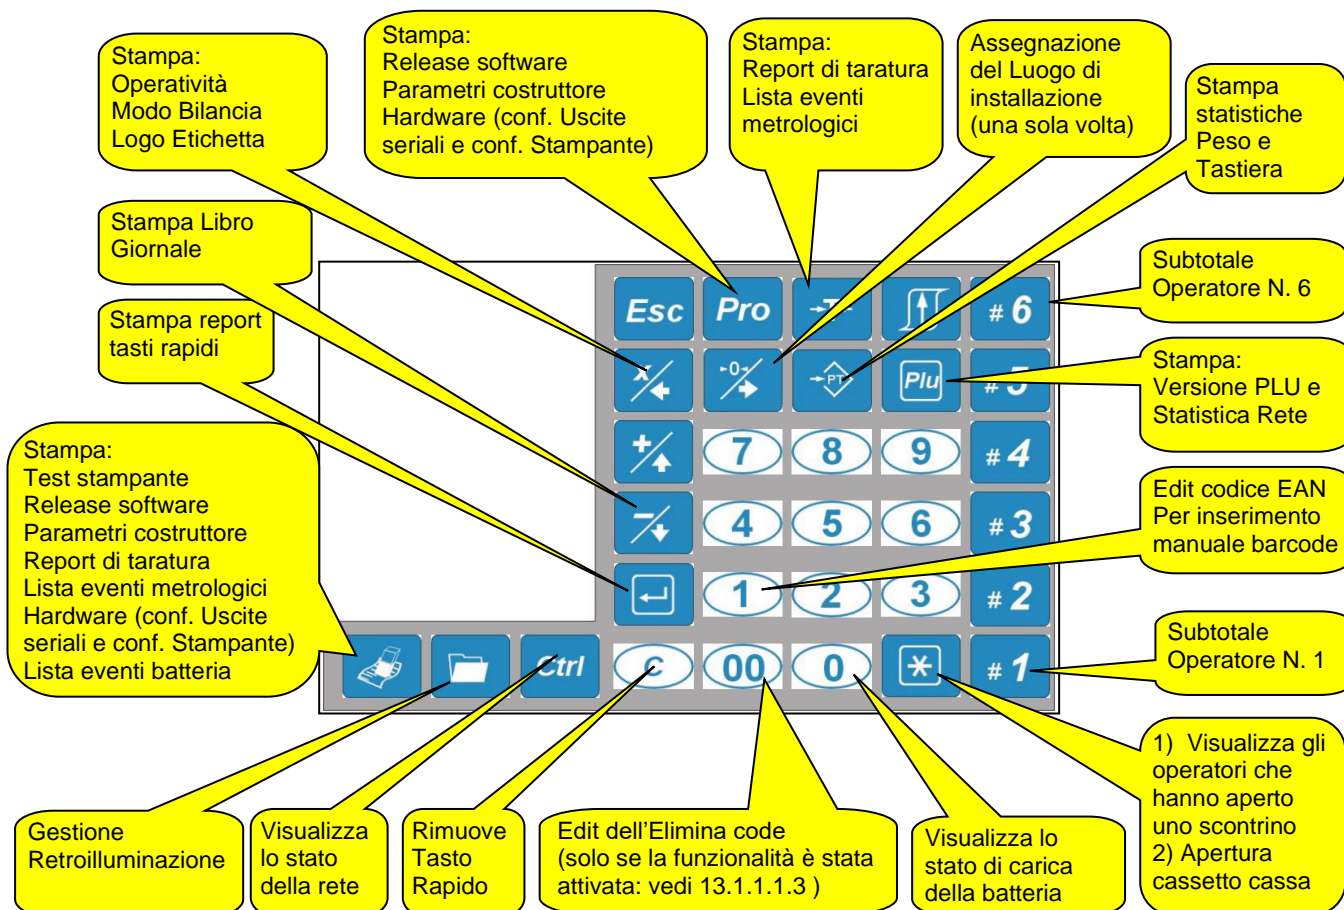 Stampa:
Operatività
Modo Bilancia
Logo Etichetta
Stampa:
Release software
Parametri costruttore
Hardware (conf. Uscite
seriali e conf. Stampante)
Stampa:
Report di taratura
Lista eventi
metrologici
Assegnazione
del Luogo di
installazione
(una sola volta)
Stampa
statistiche
Peso e
Tastiera
Stampa Libro
Giornale
Stampa report
tasti rapidi
Stampa:
Test stampante
Release software
Parametri costruttore
Report di taratura
Lista eventi metrologici
Hardware (conf. Uscite
seriali e conf. Stampante)
Lista eventi batteria
Subtotale
Operatore N. 6
Stampa:
Versione PLU e
Statistica Rete
Edit codice EAN
Per inserimento
manuale barcode
Subtotale
Operatore N. 1
Esc Pro →T← # 6
x ►0◄ →PT Plu # 5
+ 7 8 9 # 4
− 4 5 6 # 3
1 2 3 # 2
Ctrl C 00 0 * # 1
Gestione
Retroilluminazione
Visualizza
lo stato
della rete
Rimuove
Tasto
Rapido
Edit dell'Elimina code
(solo se la funzionalità è stata
attivata: vedi 13.1.1.1.3 )
Visualizza lo
stato di carica
della batteria
1) Visualizza gli
operatori che
hanno aperto
uno scontrino
2) Apertura
cassetto cassa